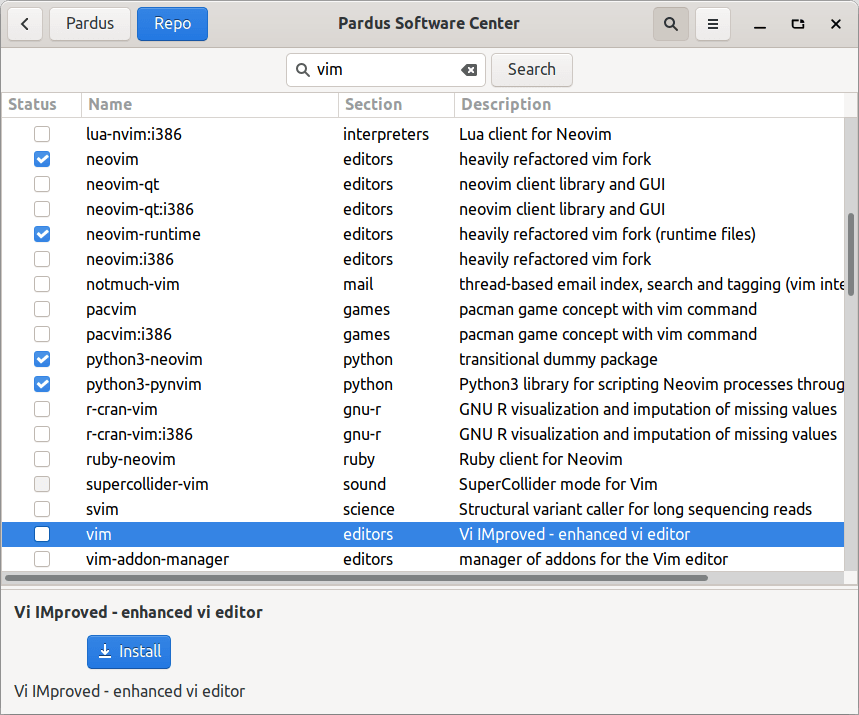 Pardus Repo Pardus Software Center
vim Search
Status Name Section Description
lua-nvim:i386 interpreters Lua client for Neovim
neovim editors heavily refactored vim fork
neovim-qt editors neovim client library and GUI
neovim-qt:i386 editors neovim client library and GUI
neovim-runtime editors heavily refactored vim fork (runtime files)
neovim:i386 editors heavily refactored vim fork
notmuch-vim mail thread-based email index, search and tagging (vim inte
pacvim games pacman game concept with vim command
pacvim:i386 games pacman game concept with vim command
python3-neovim python transitional dummy package
python3-pynvim python Python3 library for scripting Neovim processes throug
r-cran-vim gnu-r GNU R visualization and imputation of missing values
r-cran-vim:i386 gnu-r GNU R visualization and imputation of missing values
ruby-neovim ruby Ruby client for Neovim
supercollider-vim sound SuperCollider mode for Vim
svim science Structural variant caller for long sequencing reads
vim editors Vi IMproved - enhanced vi editor
vim-addon-manager editors manager of addons for the Vim editor
Vi IMproved - enhanced vi editor
Install
Vi IMproved - enhanced vi editor